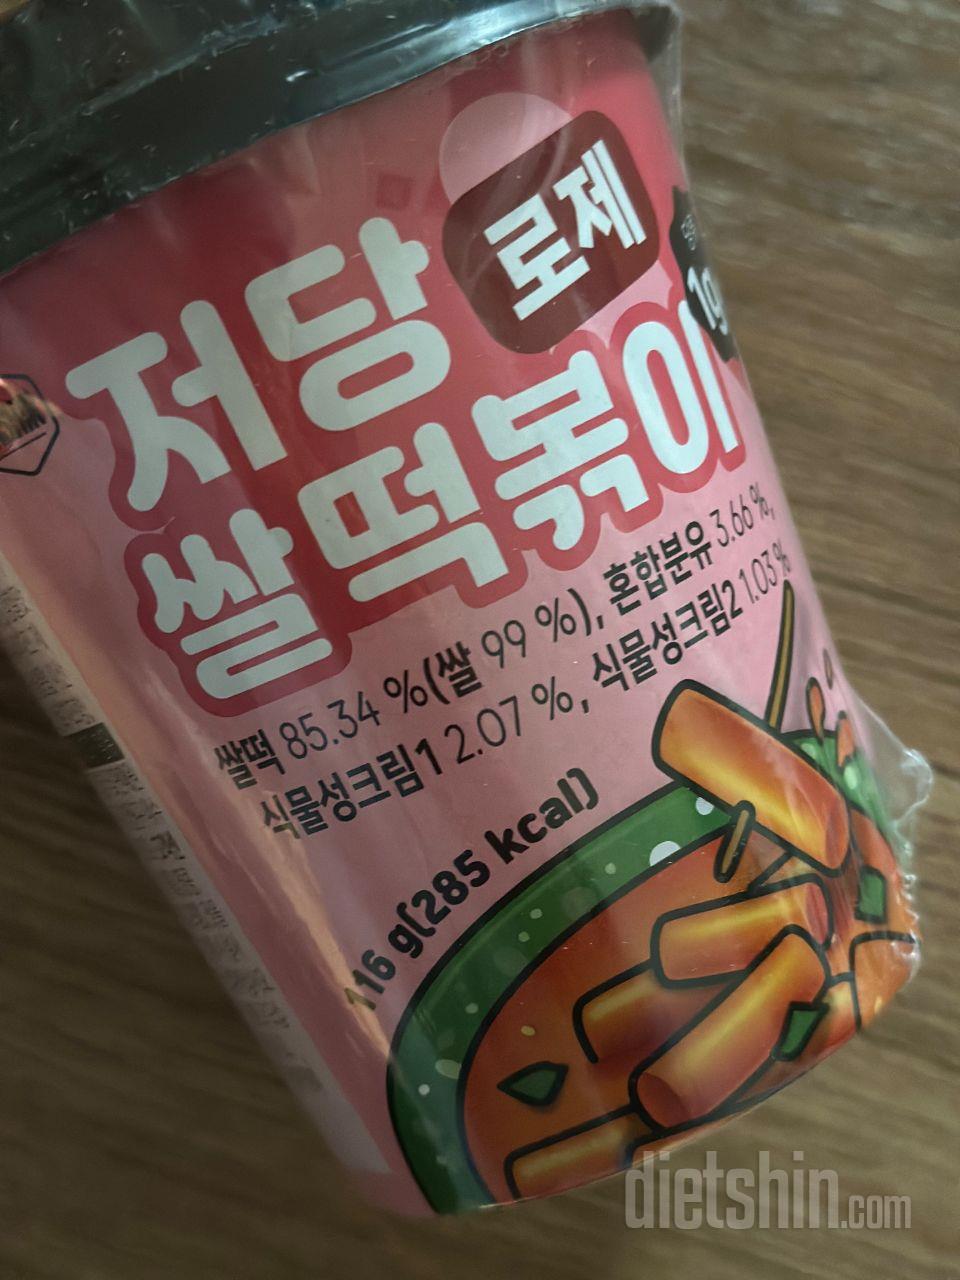 로제
저당
쌀떡볶이
1g
쌀떡 85.34 %(쌀 99 %), 혼합분유 3.66 %,
식물성크림1 2.07 %, 식물성크림2 1.03 %
116 g(285 kcal)
dietshin.com